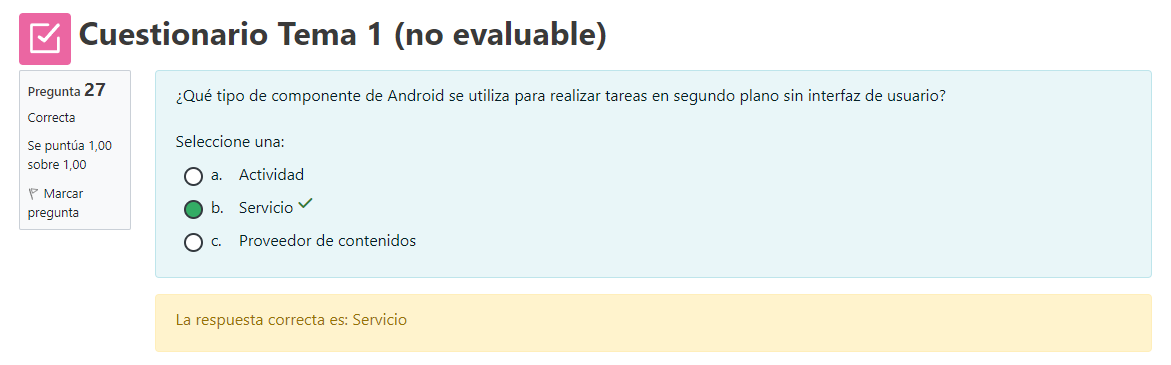 Cuestionario Tema 1 (no evaluable)
Pregunta 27
Correcta
Se puntúa 1,00
sobre 1,00
Marcar
pregunta
¿Qué tipo de componente de Android se utiliza para realizar tareas en segundo plano sin interfaz de usuario?
Seleccione una:
a. Actividad
b. Servicio
c. Proveedor de contenidos
La respuesta correcta es: Servicio